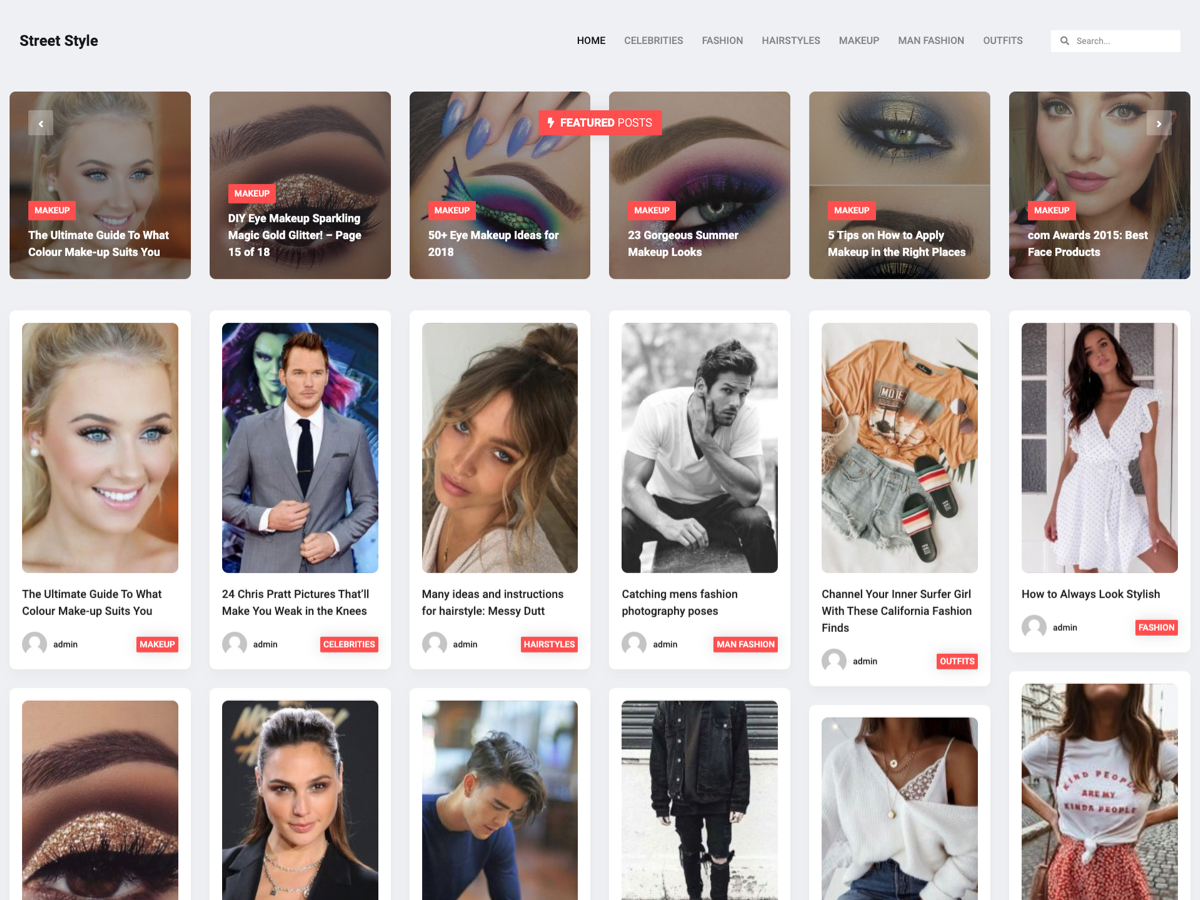 Street Style
HOME
CELEBRITIES
FASHION
HAIRSTYLES
MAKEUP
MAN FASHION
OUTFITS
Search...
FEATURED POSTS
MAKEUP
The Ultimate Guide To What
Colour Make-up Suits You
MAKEUP
DIY Eye Makeup Sparkling
Magic Gold Glitter! – Page
15 of 18
MAKEUP
50+ Eye Makeup Ideas for
2018
MAKEUP
23 Gorgeous Summer
Makeup Looks
MAKEUP
5 Tips on How to Apply
Makeup in the Right Places
MAKEUP
com Awards 2015: Best
Face Products
The Ultimate Guide To What
Colour Make-up Suits You
admin
MAKEUP
24 Chris Pratt Pictures That'll
Make You Weak in the Knees
admin
CELEBRITIES
Many ideas and instructions
for hairstyle: Messy Dutt
admin
HAIRSTYLES
Catching mens fashion
photography poses
admin
MAN FASHION
MOJE
Channel Your Inner Surfer Girl
With These California Fashion
Finds
admin
OUTFITS
How to Always Look Stylish
admin
FASHION
KIND PEOPLE
ARE MY
KINDA PEOPLE